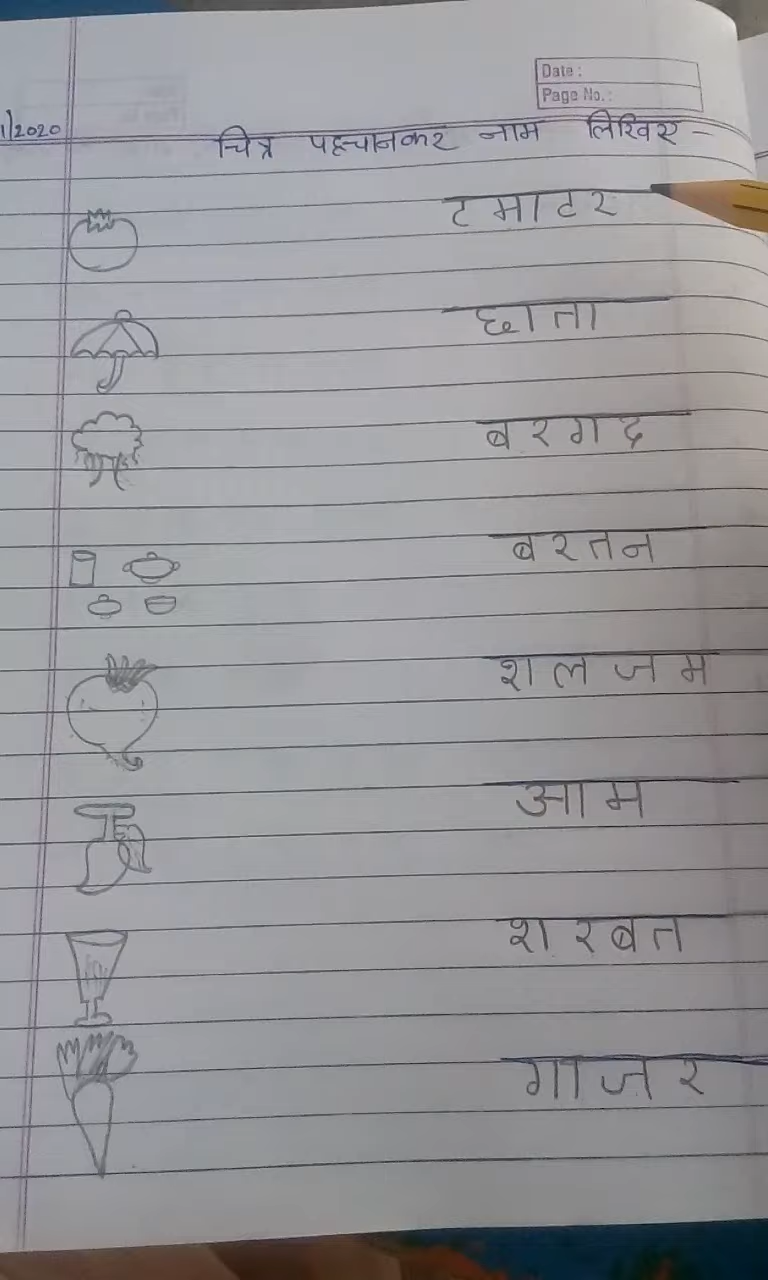 Date :
Page No. :
1/2020
चित्र पहचानकर नाम लिखिए -
टमाटर
छाता
बरगद
बरतन
शलजम
आम
शरबत
गाजर